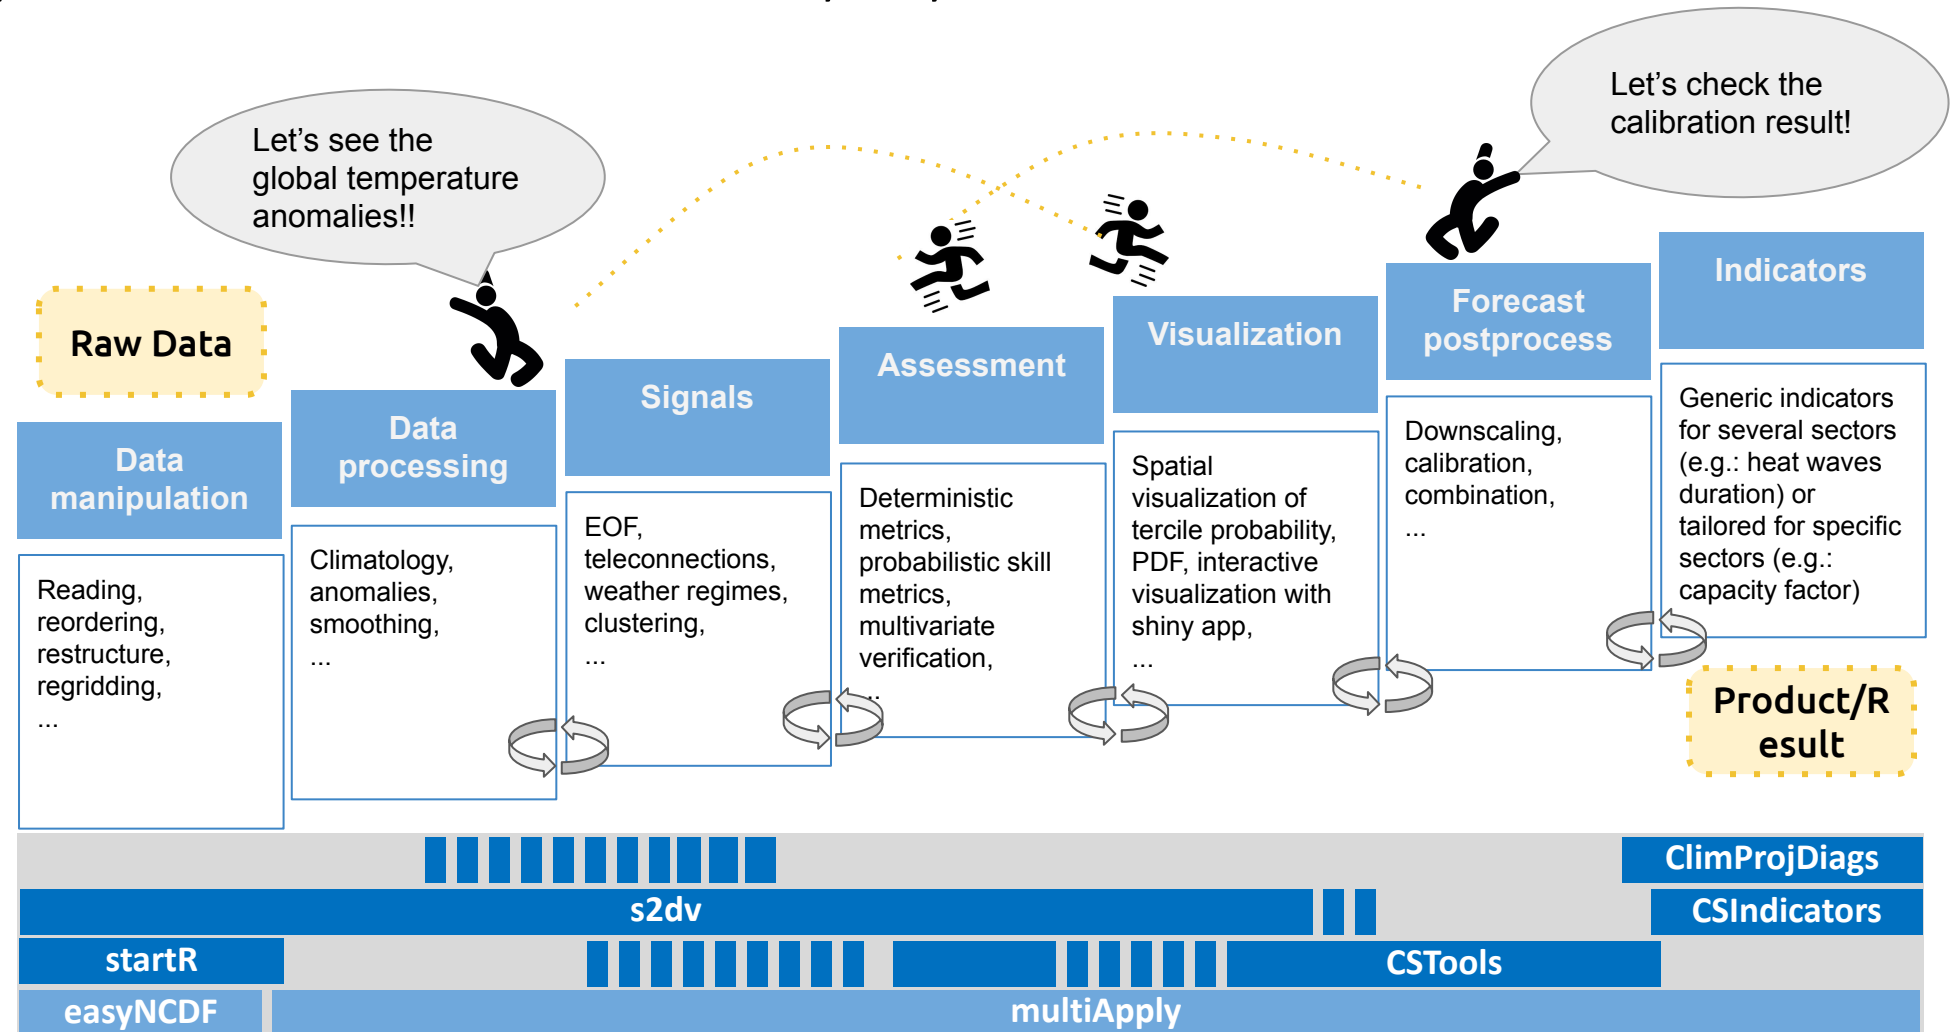 Let's see the
global temperature
anomalies!!
Let's check the
calibration result!
Raw Data
Data
manipulation
Reading,
reordering,
restructure,
regridding,
...
Data
processing
Climatology,
anomalies,
smoothing,
...
Signals
EOF,
teleconnections,
weather regimes,
clustering,
...
Assessment
Deterministic
metrics,
probabilistic skill
metrics,
multivariate
verification,
...
Visualization
Spatial
visualization of
tercile probability,
PDF, interactive
visualization with
shiny app,
...
Forecast
postprocess
Downscaling,
calibration,
combination,
...
Indicators
Generic indicators
for several sectors
(e.g.: heat waves
duration) or
tailored for specific
sectors (e.g.:
capacity factor)
Product/R
esult
ClimProjDiags
s2dv
CSIndicators
startR
CSTools
easyNCDF
multiApply